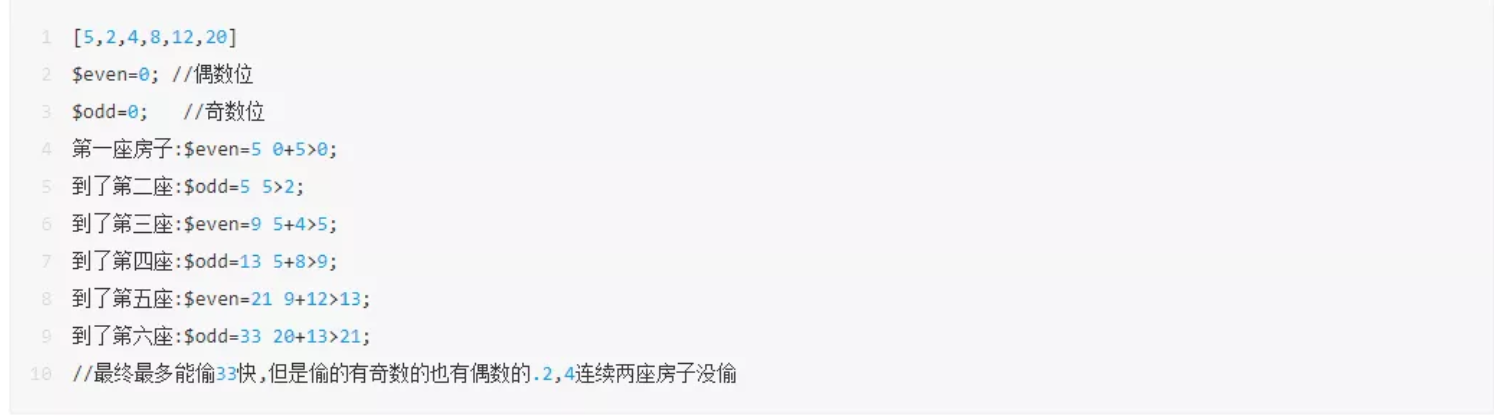 1 [5,2,4,8,12,20]
2 $even=0; //偶数位
3 $odd=0; //奇数位
4 第一座房子:$even=5 0+5>0;
5 到了第二座:$odd=5 5>2;
6 到了第三座:$even=9 5+4>5;
7 到了第四座:$odd=13 5+8>9;
8 到了第五座:$even=21 9+12>13;
9 到了第六座:$odd=33 20+13>21;
10 //最终最多能偷33快,但是偷的有奇数的也有偶数的.2,4连续两座房子没偷